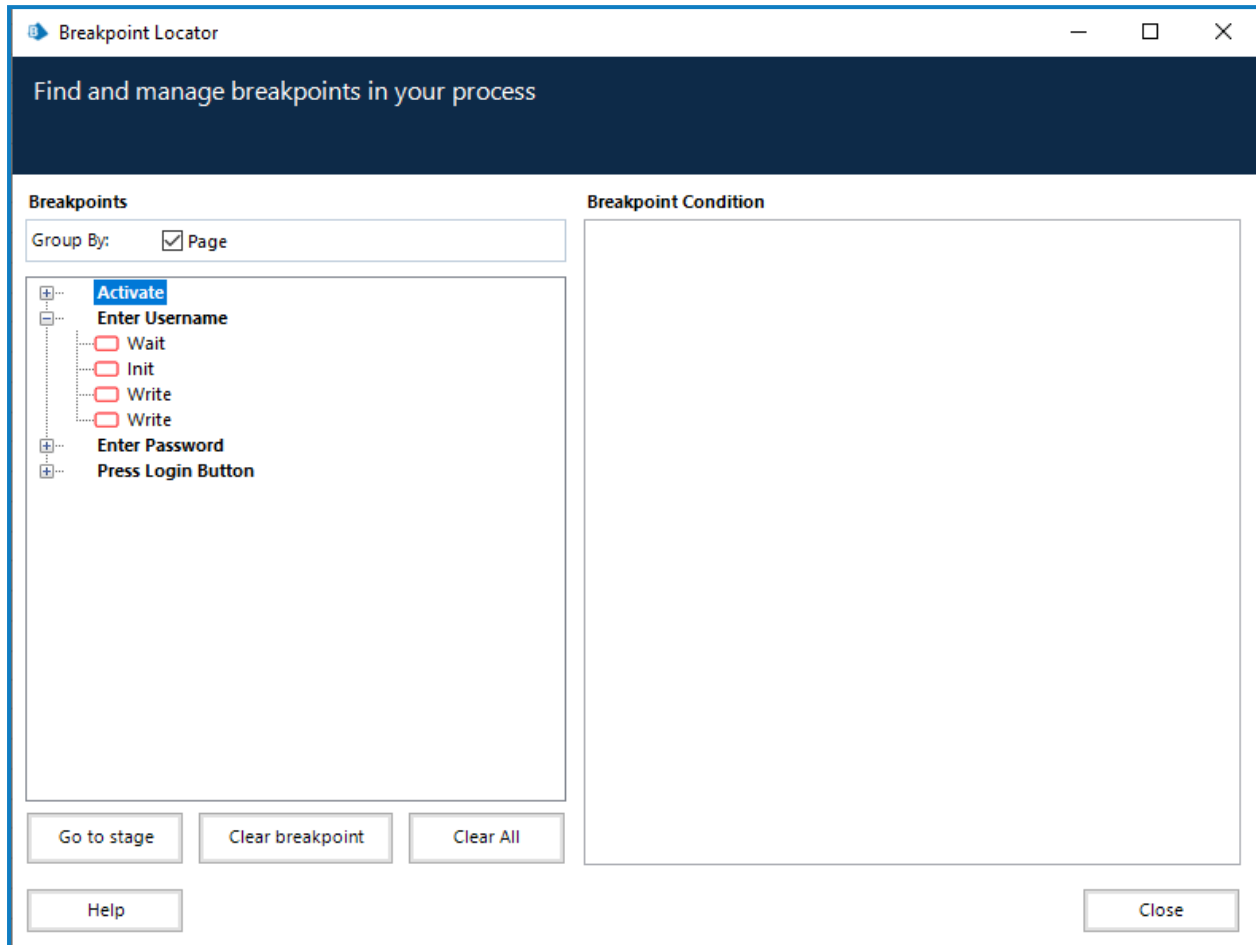 Breakpoint Locator
Find and manage breakpoints in your process
Breakpoints
Group By: Page
Activate
Enter Username
Wait
Init
Write
Write
Enter Password
Press Login Button
Breakpoint Condition
Go to stage Clear breakpoint Clear All
Help Close